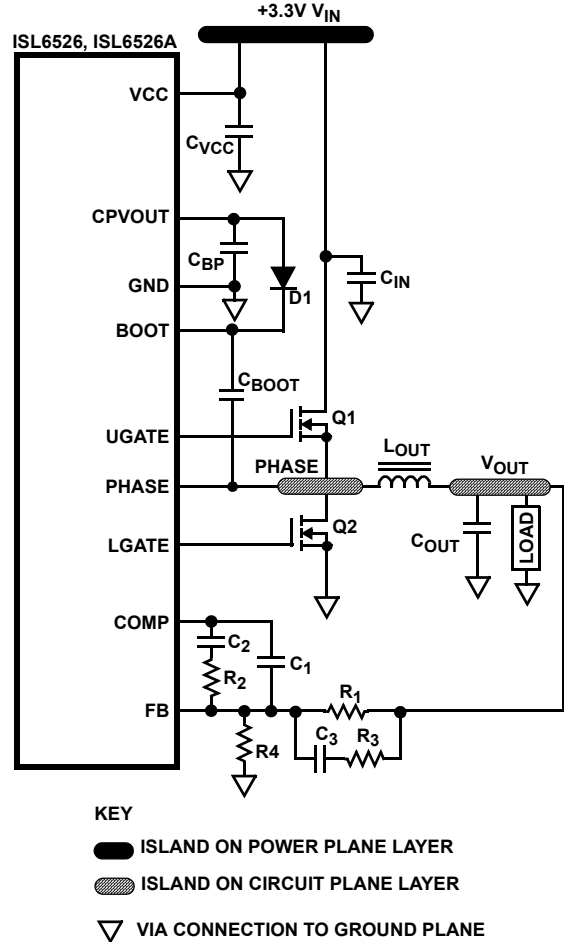 +3.3V VIN
ISL6526, ISL6526A
VCC
CVCC
CPVOUT
CBP
GND
D1
CIN
BOOT
CBOOT
Q1
UGATE
LOUT
PHASE
VOUT
PHASE
Q2
COUT
LOAD
LGATE
COMP
C2
C1
R2
R1
FB
C3
R3
R4
KEY
ISLAND ON POWER PLANE LAYER
ISLAND ON CIRCUIT PLANE LAYER
VIA CONNECTION TO GROUND PLANE